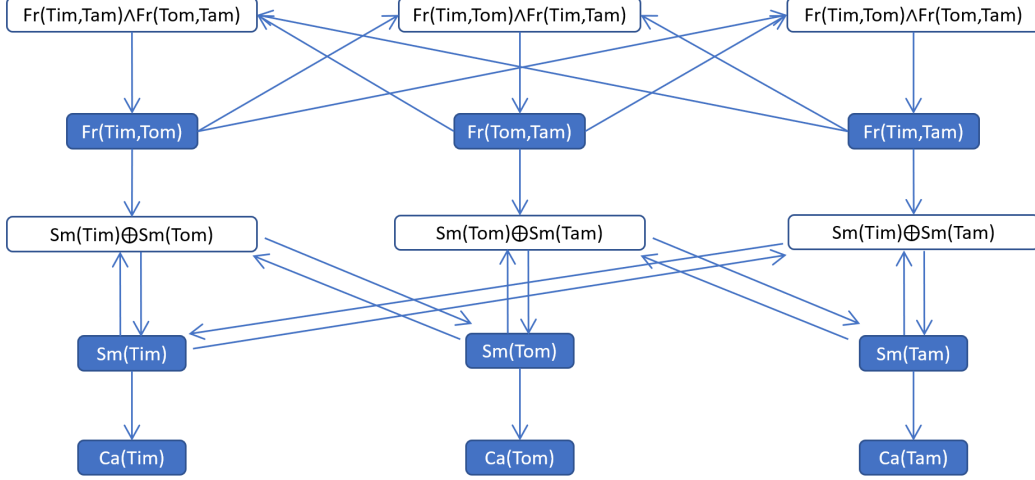 Fr(Tim,Tam)∧Fr(Tom,Tam)
Fr(Tim,Tom)∧Fr(Tim,Tam)
Fr(Tim,Tom)∧Fr(Tom,Tam)
Fr(Tim,Tom)
Fr(Tom,Tam)
Fr(Tim,Tam)
Sm(Tim)⊕Sm(Tom)
Sm(Tom)⊕Sm(Tam)
Sm(Tim)⊕Sm(Tam)
Sm(Tim)
Sm(Tom)
Sm(Tam)
Ca(Tim)
Ca(Tom)
Ca(Tam)